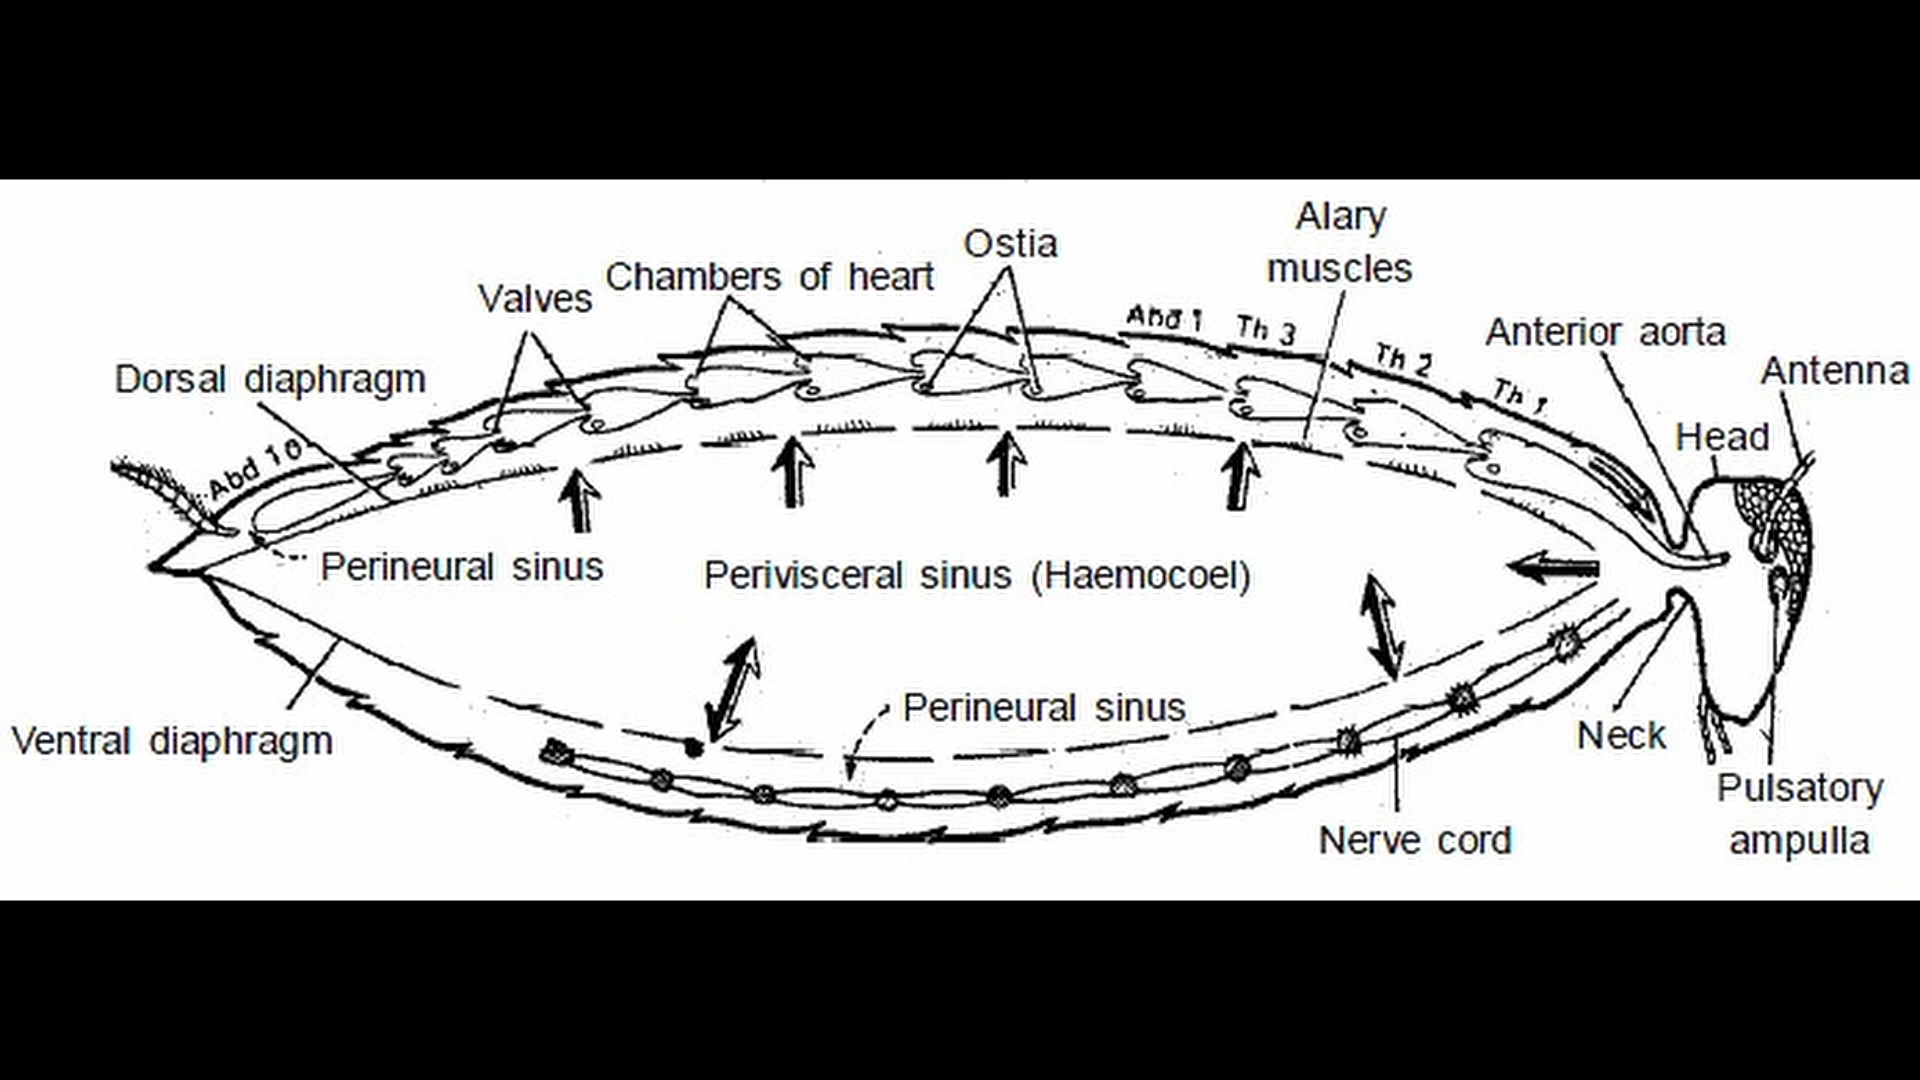 Alary
muscles
Ostia
Chambers of heart
Valves
Abd 1
Th 3
Anterior aorta
Th 2
Antenna
Dorsal diaphragm
Th 1
Head
Abd 10
Perineural sinus
Perivisceral sinus (Haemocoel)
Perineural sinus
Neck
Ventral diaphragm
Pulsatory
ampulla
Nerve cord